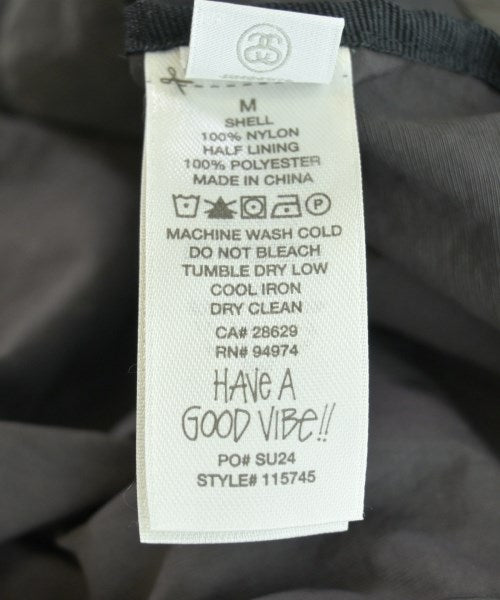 M
SHELL
100% NYLON
HALF LINING
100% POLYESTER
MADE IN CHINA
MACHINE WASH COLD
DO NOT BLEACH
TUMBLE DRY LOW
COOL IRON
DRY CLEAN
CA# 28629
RN# 94974
HAVE A
GOOD VIBE!!
PO# SU24
STYLE# 115745